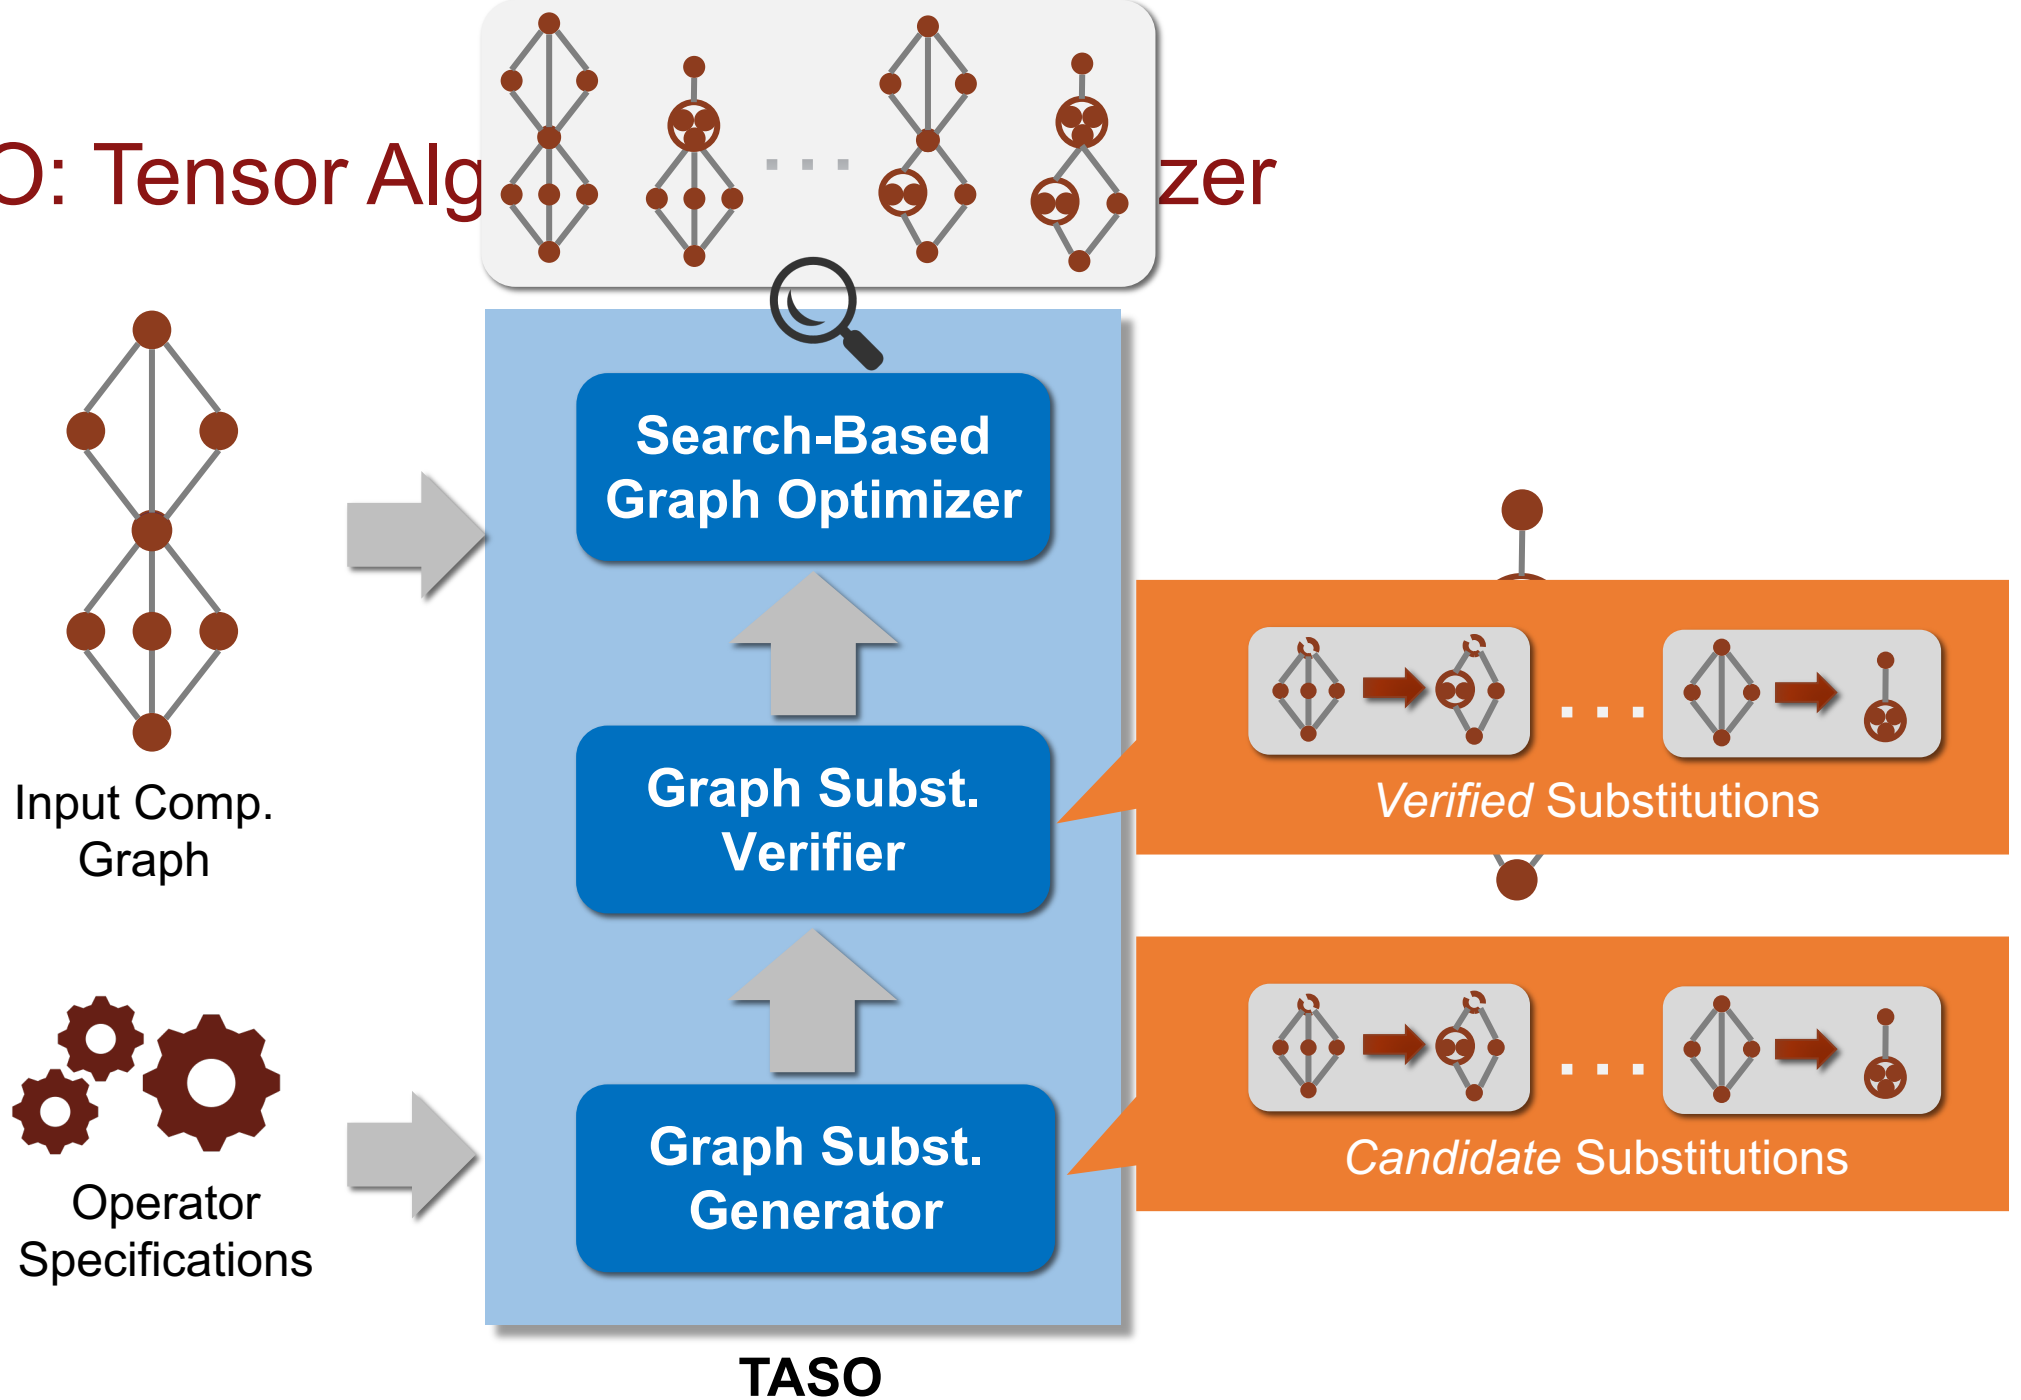 O: Tensor Alg zer
Search-Based
Graph Optimizer
Input Comp.
Graph
Graph Subst.
Verifier
Verified Substitutions
Operator
Specifications
Graph Subst.
Generator
Candidate Substitutions
TASO